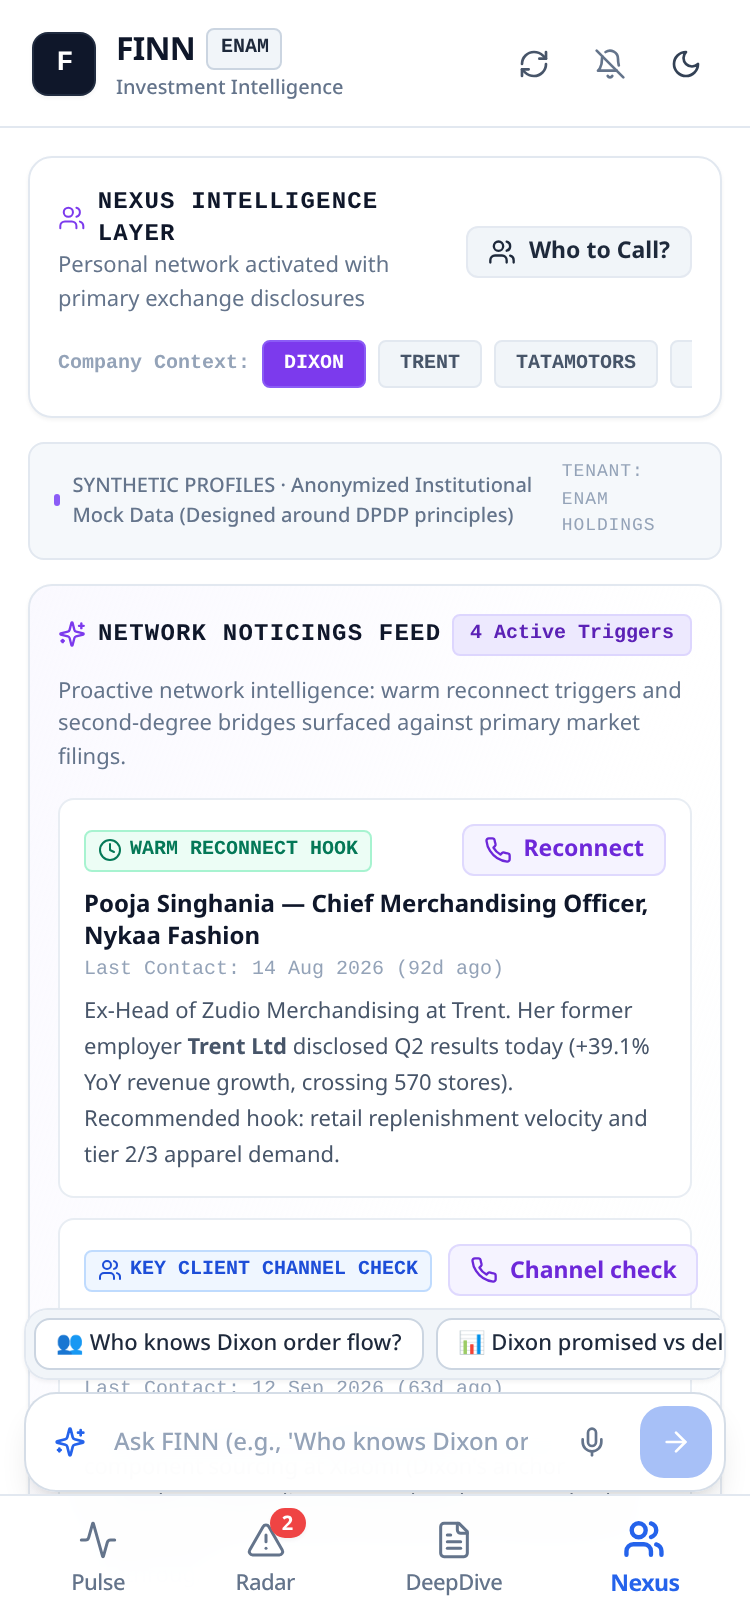 F
FINN ENAM
Investment Intelligence
NEXUS INTELLIGENCE
LAYER
Personal network activated with
primary exchange disclosures
Who to Call?
Company Context: DIXON TRENT TATAMOTORS
SYNTHETIC PROFILES · Anonymized Institutional
Mock Data (Designed around DPDP principles)
TENANT:
ENAM
HOLDINGS
NETWORK NOTICINGS FEED 4 Active Triggers
Proactive network intelligence: warm reconnect triggers and
second-degree bridges surfaced against primary market
filings.
WARM RECONNECT HOOK Reconnect
Pooja Singhania — Chief Merchandising Officer,
Nykaa Fashion
Last Contact: 14 Aug 2026 (92d ago)
Ex-Head of Zudio Merchandising at Trent. Her former
employer Trent Ltd disclosed Q2 results today (+39.1%
YoY revenue growth, crossing 570 stores).
Recommended hook: retail replenishment velocity and
tier 2/3 apparel demand.
KEY CLIENT CHANNEL CHECK Channel check
👥 Who knows Dixon order flow? 📊 Dixon promised vs del
Last Contact: 12 Sep 2026 (63d ago)
Ask FINN (e.g., 'Who knows Dixon or
2
Pulse Radar DeepDive Nexus